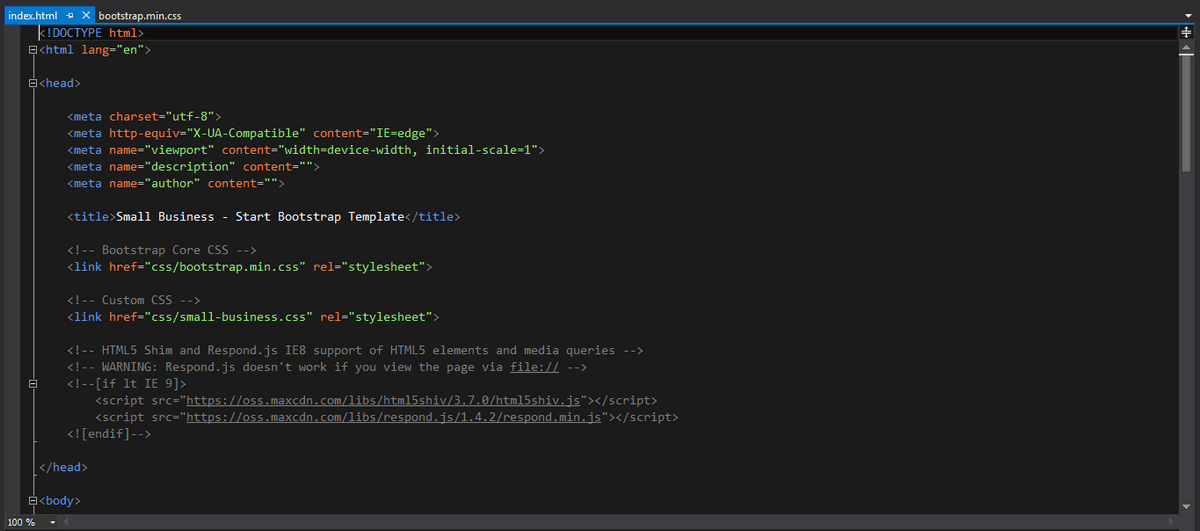 index.html bootstrap.min.css
<!DOCTYPE html>
<html lang="en">
<head>
<meta charset="utf-8">
<meta http-equiv="X-UA-Compatible" content="IE=edge">
<meta name="viewport" content="width=device-width, initial-scale=1">
<meta name="description" content="">
<meta name="author" content="">
<title>Small Business - Start Bootstrap Template</title>
<!-- Bootstrap Core CSS -->
<link href="css/bootstrap.min.css" rel="stylesheet">
<!-- Custom CSS -->
<link href="css/small-business.css" rel="stylesheet">
<!-- HTML5 Shim and Respond.js IE8 support of HTML5 elements and media queries -->
<!-- WARNING: Respond.js doesn't work if you view the page via file:// -->
<!--[if lt IE 9]>
<script src="https://oss.maxcdn.com/libs/html5shiv/3.7.0/html5shiv.js"></script>
<script src="https://oss.maxcdn.com/libs/respond.js/1.4.2/respond.min.js"></script>
<![endif]-->
</head>
<body>
100 %